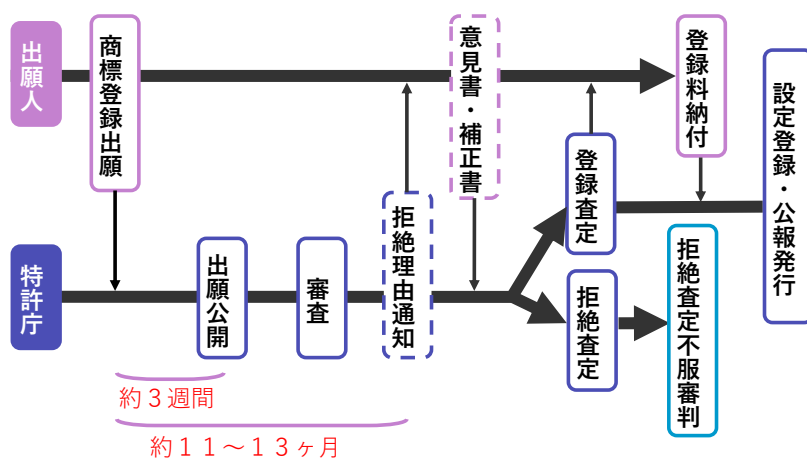 出願人
商標登録出願
意見書・補正書
登録料納付
設定登録・公報発行
登録査定
拒絶理由通知
特許庁
出願公開
審査
拒絶査定
拒絶査定不服審判
約３週間
約１１～１３ヶ月